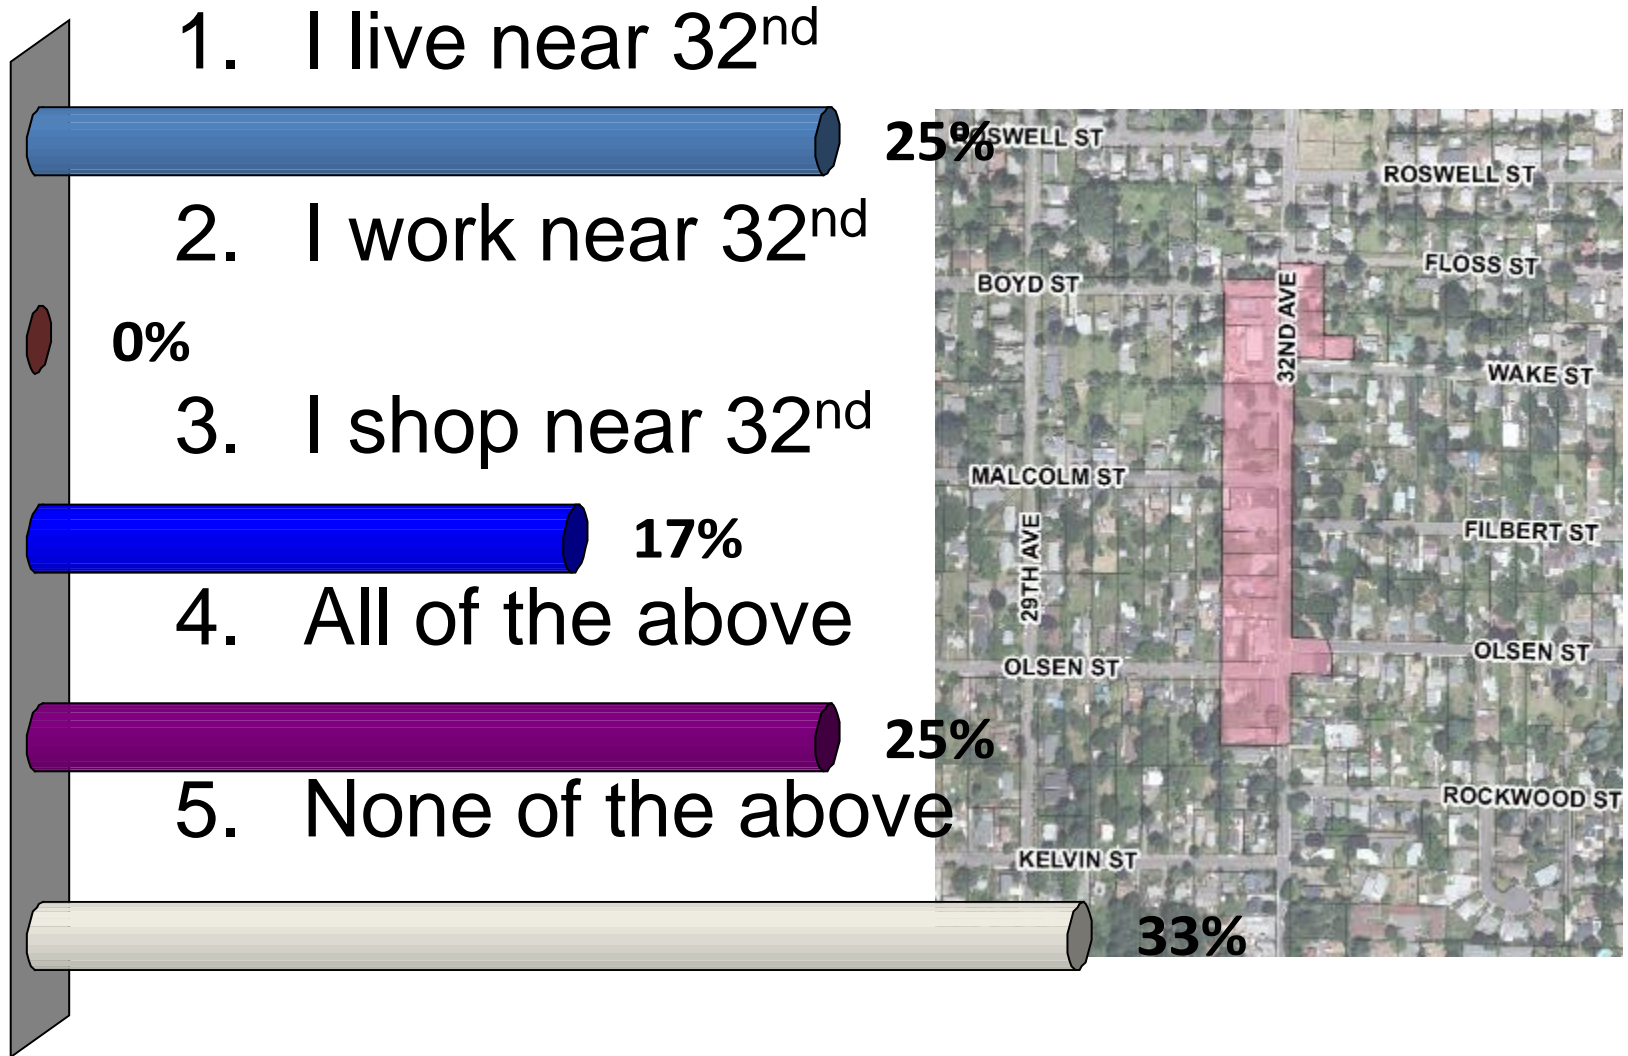 1. I live near 32nd
25%
2. I work near 32nd
0%
3. I shop near 32nd
17%
4. All of the above
25%
5. None of the above
33%
ROSWELL ST
ROSWELL ST
FLOSS ST
BOYD ST
32ND AVE
WAKE ST
MALCOLM ST
29TH AVE
FILBERT ST
OLSEN ST
OLSEN ST
ROCKWOOD ST
KELVIN ST